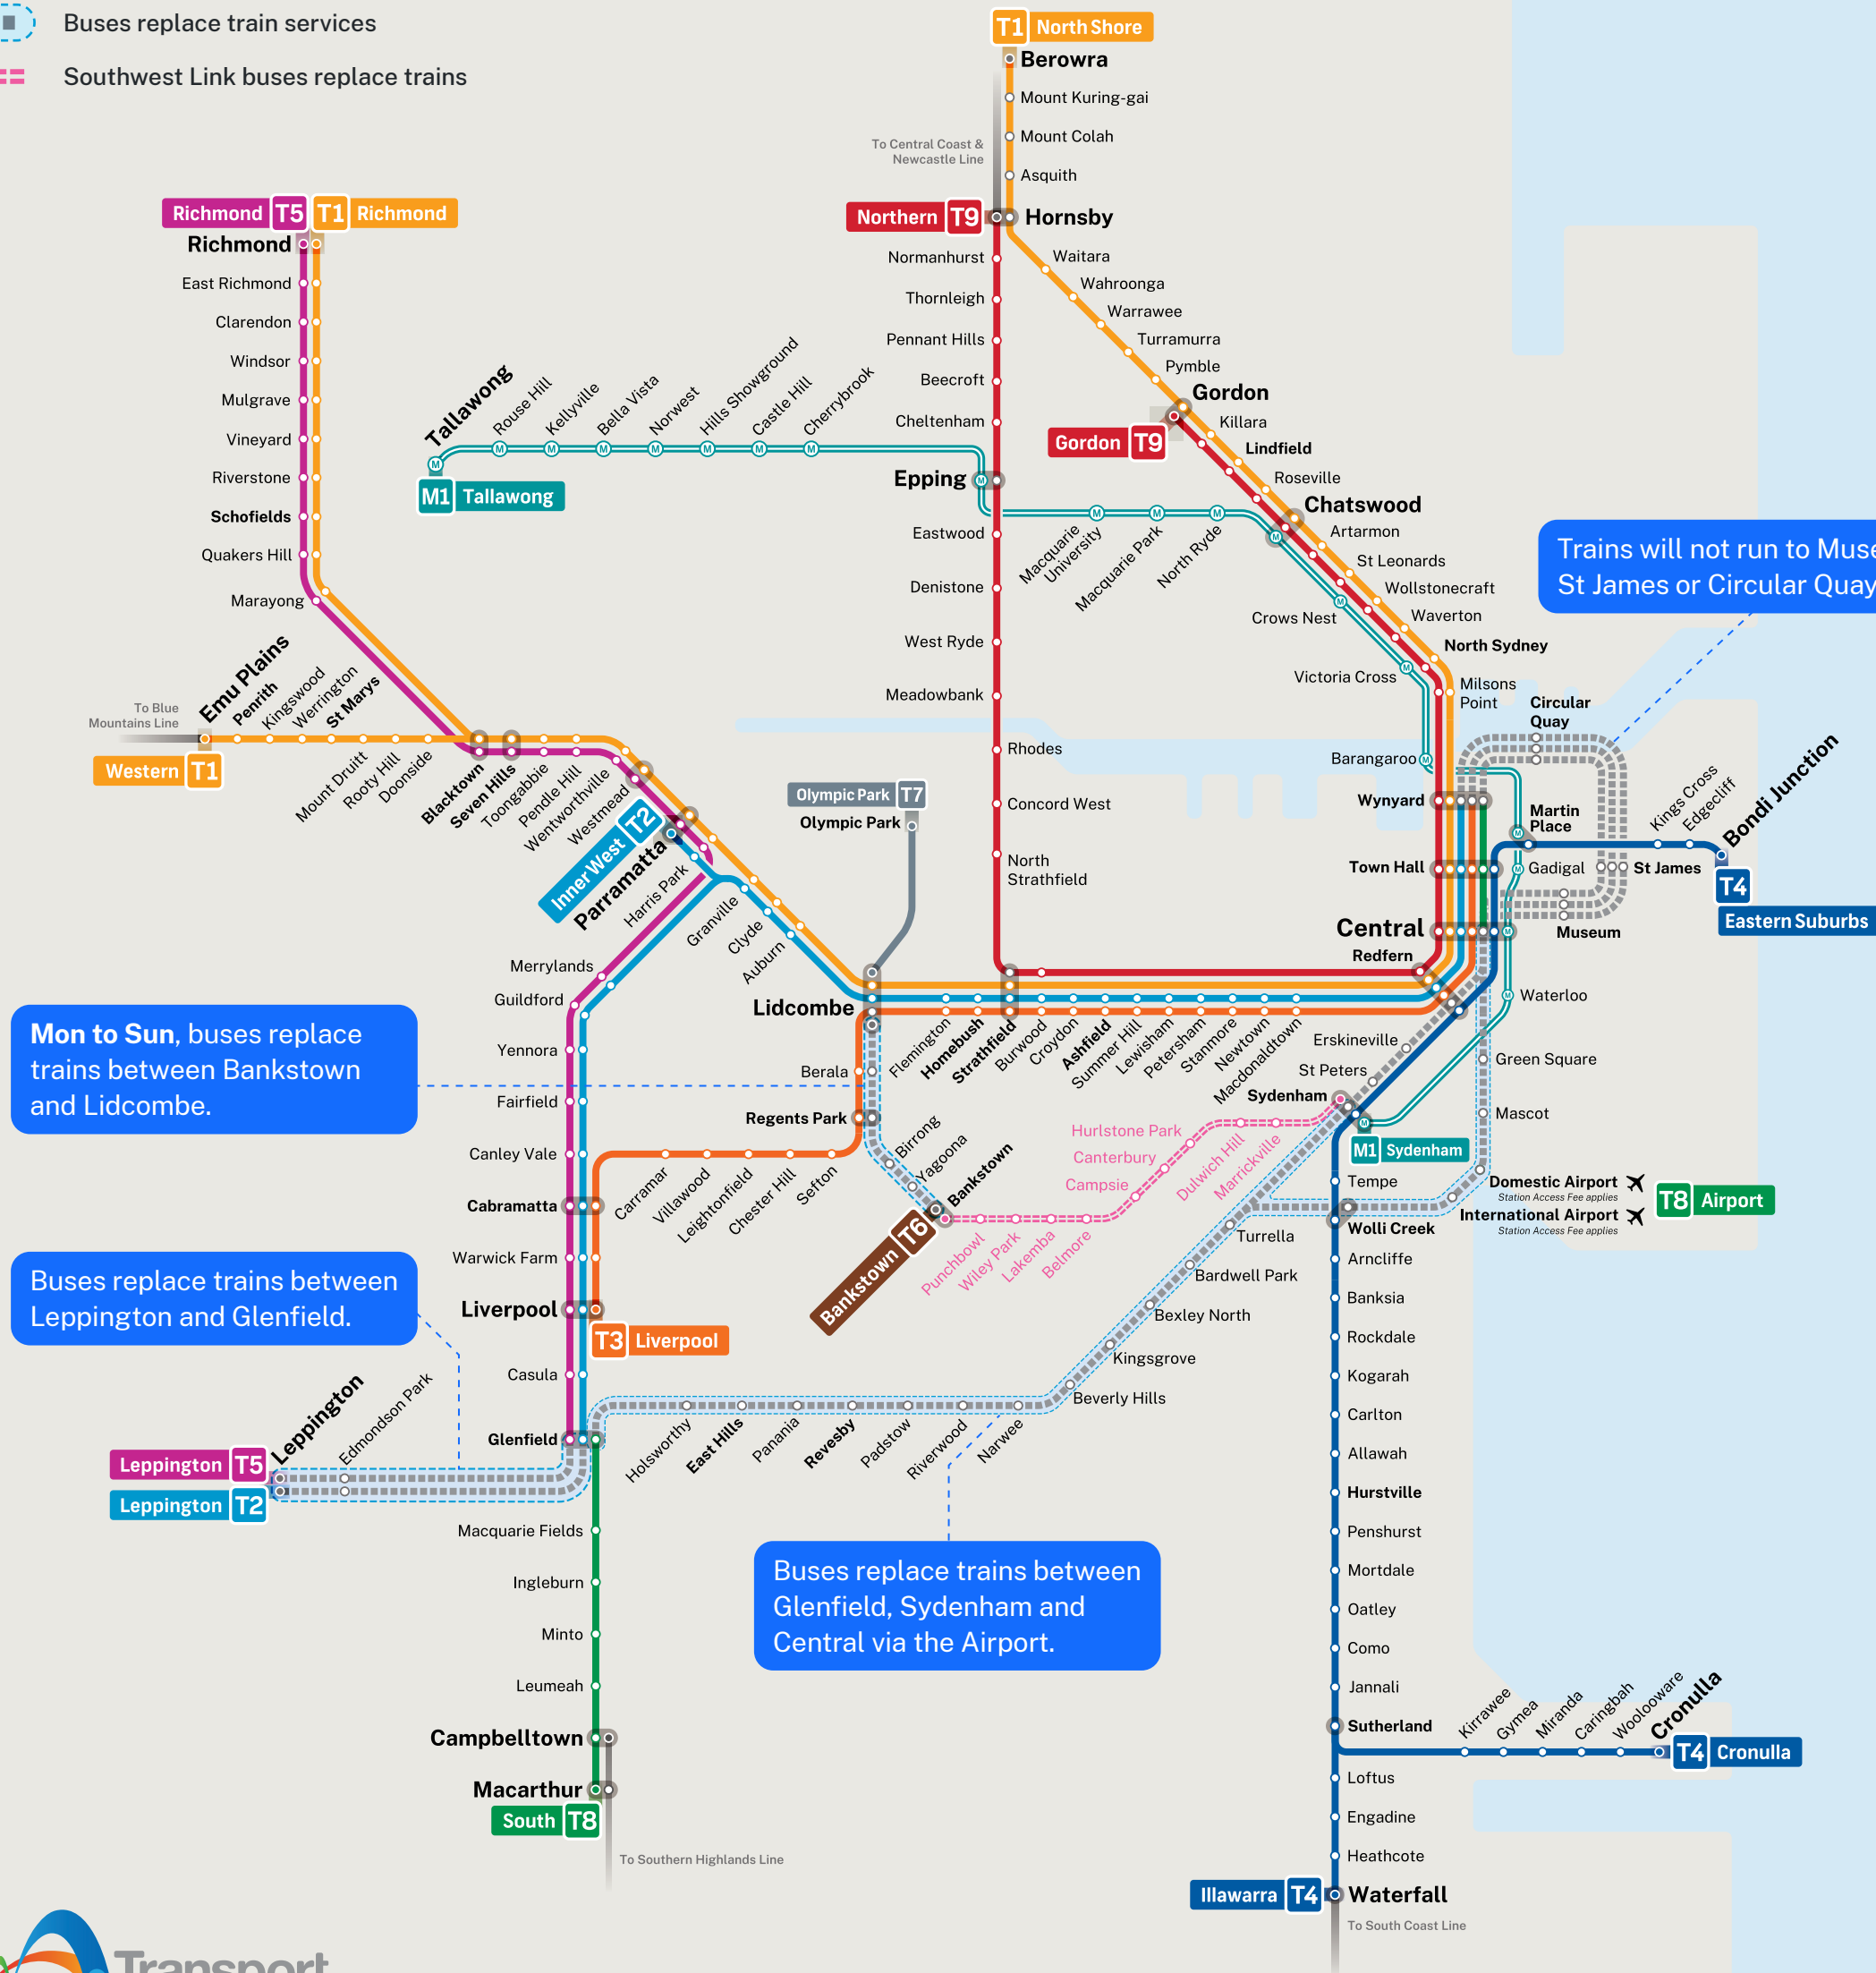 Buses replace train services
Southwest Link buses replace trains
T1 North Shore
Berowra
Mount Kuring-gai
Mount Colah
To Central Coast &
Newcastle Line
Asquith
Northern T9
Hornsby
Richmond T5
T1 Richmond
Richmond
East Richmond
Clarendon
Windsor
Mulgrave
Vineyard
Riverstone
Schofields
Quakers Hill
Marayong
Normanhurst
Thornleigh
Pennant Hills
Beecroft
Cheltenham
Epping
Eastwood
Denistone
West Ryde
Meadowbank
Rhodes
Concord West
North
Strathfield
Waitara
Wahroonga
Warrawee
Turramurra
Pymble
Gordon
Gordon T9
Killara
Lindfield
Roseville
Chatswood
Artarmon
St Leonards
Wollstonecraft
Waverton
North Sydney
Milsons
Point
Tallawong
M1 Tallawong
Rouse Hill
Kellyville
Bella Vista
Norwest
Hills Showground
Castle Hill
Cherrybrook
Macquarie
University
Macquarie Park
North Ryde
Crows Nest
Victoria Cross
Barangaroo
Trains will not run to Muse
St James or Circular Quay
Emu Plains
To Blue
Mountains Line
Western T1
Penrith
Kingswood
Werrington
St Marys
Mount Druitt
Rooty Hill
Doonside
Blacktown
Seven Hills
Toongabbie
Pendle Hill
Wentworthville
Westmead
Inner West T2
Parramatta
Harris Park
Granville
Clyde
Auburn
Olympic Park T7
Olympic Park
Circular
Quay
Wynyard
Martin
Place
Kings Cross
Edgecliff
Bondi Junction
T4
Eastern Suburbs
Town Hall
Gadigal
St James
Central
Museum
Redfern
Merrylands
Guildford
Yennora
Fairfield
Canley Vale
Cabramatta
Warwick Farm
Liverpool
T3 Liverpool
Casula
Glenfield
Lidcombe
Berala
Regents Park
Flemington
Homebush
Strathfield
Burwood
Croydon
Ashfield
Summer Hill
Lewisham
Petersham
Stanmore
Newtown
Macdonaldtown
Erskineville
St Peters
Sydenham
Waterloo
Green Square
Mascot
M1 Sydenham
Mon to Sun, buses replace
trains between Bankstown
and Lidcombe.
Carramar
Villawood
Leightonfield
Chester Hill
Sefton
Birrong
Yagoona
Bankstown
Bankstown T6
Punchbowl
Wiley Park
Lakemba
Belmore
Campsie
Canterbury
Hurlstone Park
Dulwich Hill
Marrickville
Tempe
Domestic Airport
Station Access Fee applies
International Airport
Station Access Fee applies
T8 Airport
Wolli Creek
Turrella
Bardwell Park
Bexley North
Kingsgrove
Beverly Hills
Arncliffe
Banksia
Rockdale
Kogarah
Carlton
Allawah
Hurstville
Penshurst
Mortdale
Oatley
Como
Jannali
Sutherland
Buses replace trains between
Leppington and Glenfield.
Leppington
Edmondson Park
Leppington T5
Leppington T2
Holsworthy
East Hills
Panania
Revesby
Padstow
Riverwood
Narwee
Buses replace trains between
Glenfield, Sydenham and
Central via the Airport.
Macquarie Fields
Ingleburn
Minto
Leumeah
Campbelltown
Macarthur
South T8
To Southern Highlands Line
Kirrawee
Gymea
Miranda
Caringbah
Woolooware
Cronulla
T4 Cronulla
Loftus
Engadine
Heathcote
Illawarra T4
Waterfall
To South Coast Line
Transport